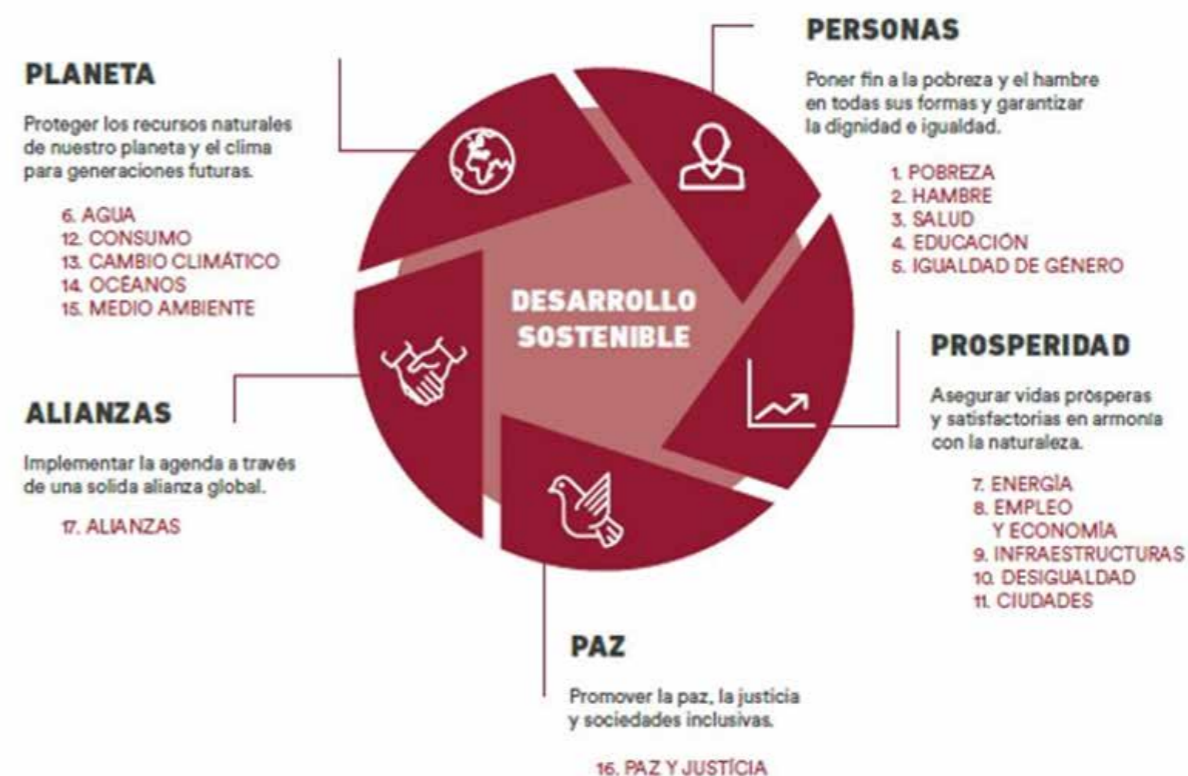 PLANETA
Proteger los recursos naturales
de nuestro planeta y el clima
para generaciones futuras.
6. AGUA
12. CONSUMO
13. CAMBIO CLIMÁTICO
14. OCÉANOS
15. MEDIO AMBIENTE
ALIANZAS
Implementar la agenda a través
de una solida alianza global.
17. ALIANZAS
DESARROLLO
SOSTENIBLE
PERSONAS
Poner fin a la pobreza y el hambre
en todas sus formas y garantizar
la dignidad e igualdad.
1. POBREZA
2. HAMBRE
3. SALUD
4. EDUCACIÓN
5. IGUALDAD DE GÉNERO
PROSPERIDAD
Asegurar vidas prósperas
y satisfactorias en armonía
con la naturaleza.
7. ENERGÍA
8. EMPLEO
Y ECONOMÍA
9. INFRAESTRUCTURAS
10. DESIGUALDAD
11. CIUDADES
PAZ
Promover la paz, la justicia
y sociedades inclusivas.
16. PAZ Y JUSTÍCIA